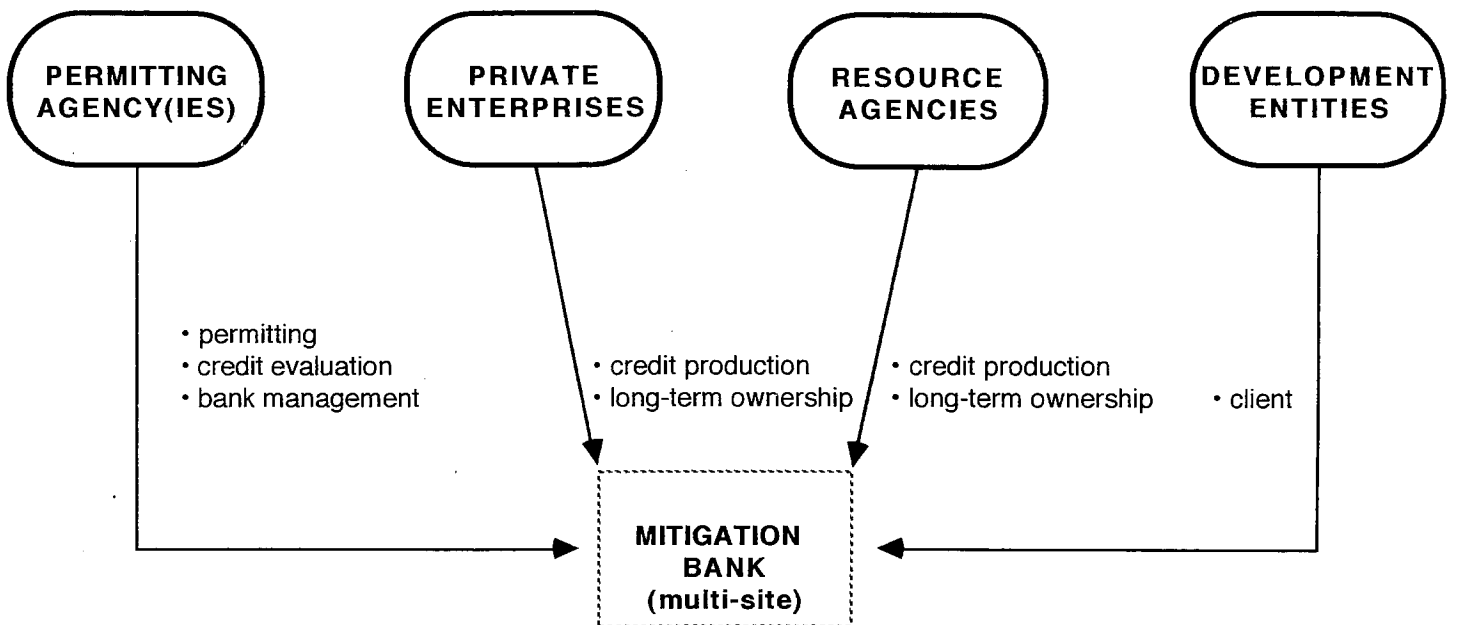 PERMITTING
AGENCY(IES)
PRIVATE
ENTERPRISES
RESOURCE
AGENCIES
DEVELOPMENT
ENTITIES
• permitting
• credit evaluation
• bank management
• credit production
• long-term ownership
• credit production
• long-term ownership
• client
MITIGATION
BANK
(multi-site)